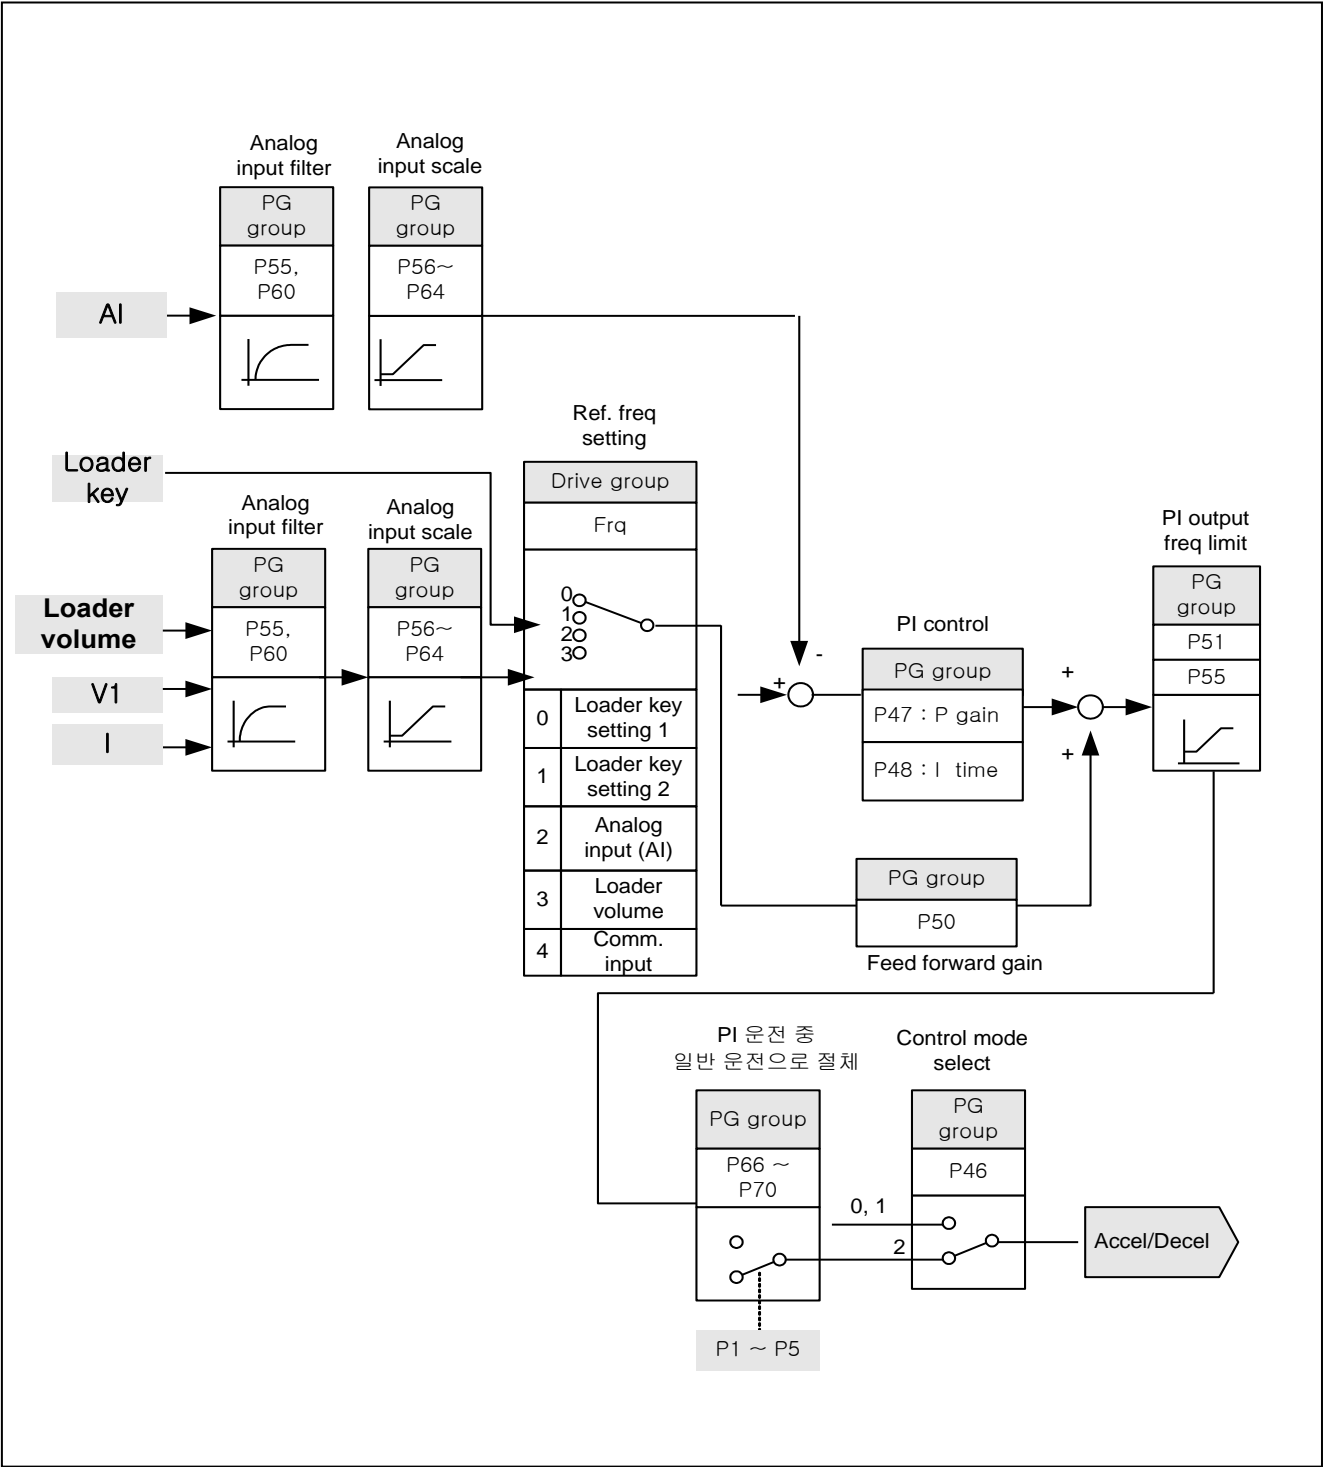 Analog
input filter
Analog
input scale
PG
group
P55,
P60
PG
group
P56~
P64
AI
Loader
key
Ref. freq
setting
Drive group
Frq
0
1
2
3
0
Loader key
setting 1
1
Loader key
setting 2
2
Analog
input (AI)
3
Loader
volume
4
Comm.
input
Analog
input filter
Analog
input scale
PG
group
P55,
P60
PG
group
P56~
P64
Loader
volume
V1
I
-
+
PI control
PG group
P47 : P gain
P48 : I time
+
+
PI output
freq limit
PG
group
P51
P55
PG group
P50
Feed forward gain
PI 운전 중
일반 운전으로 절체
PG group
P66 ~
P70
P1 ~ P5
Control mode
select
PG
group
P46
0, 1
2
Accel/Decel